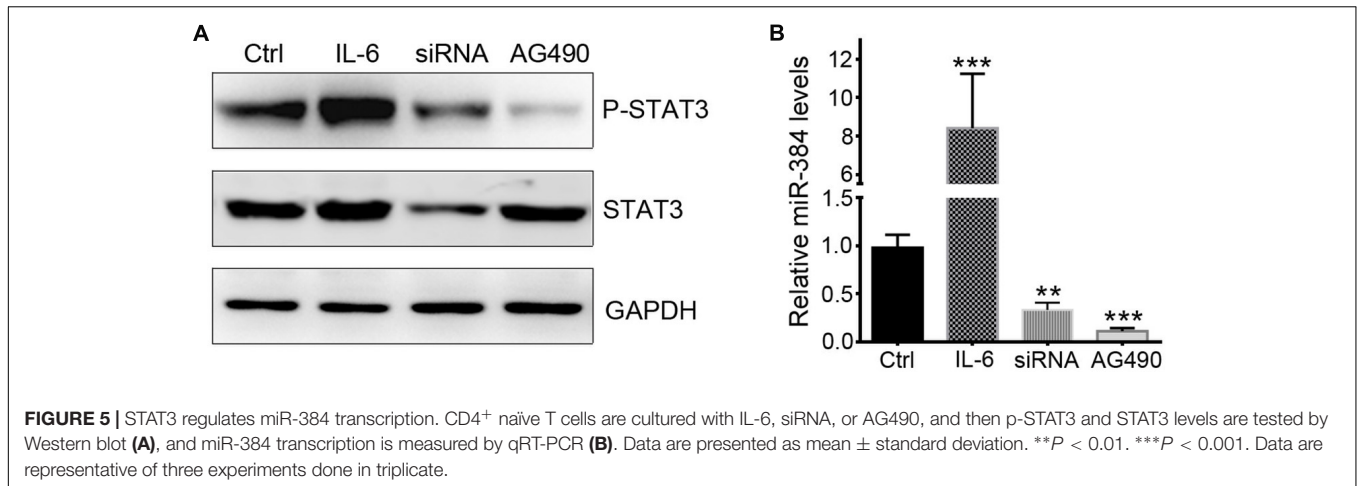 A
Ctrl IL-6 siRNA AG490
P-STAT3
STAT3
GAPDH
B
Relative miR-384 levels
12
10
8
6
1.5
1.0
0.5
0.0
***
**
***
Ctrl IL-6 siRNA AG490
FIGURE 5 | STAT3 regulates miR-384 transcription. CD4+ naïve T cells are cultured with IL-6, siRNA, or AG490, and then p-STAT3 and STAT3 levels are tested by
Western blot (A), and miR-384 transcription is measured by qRT-PCR (B). Data are presented as mean ± standard deviation. **P < 0.01. ***P < 0.001. Data are
representative of three experiments done in triplicate.